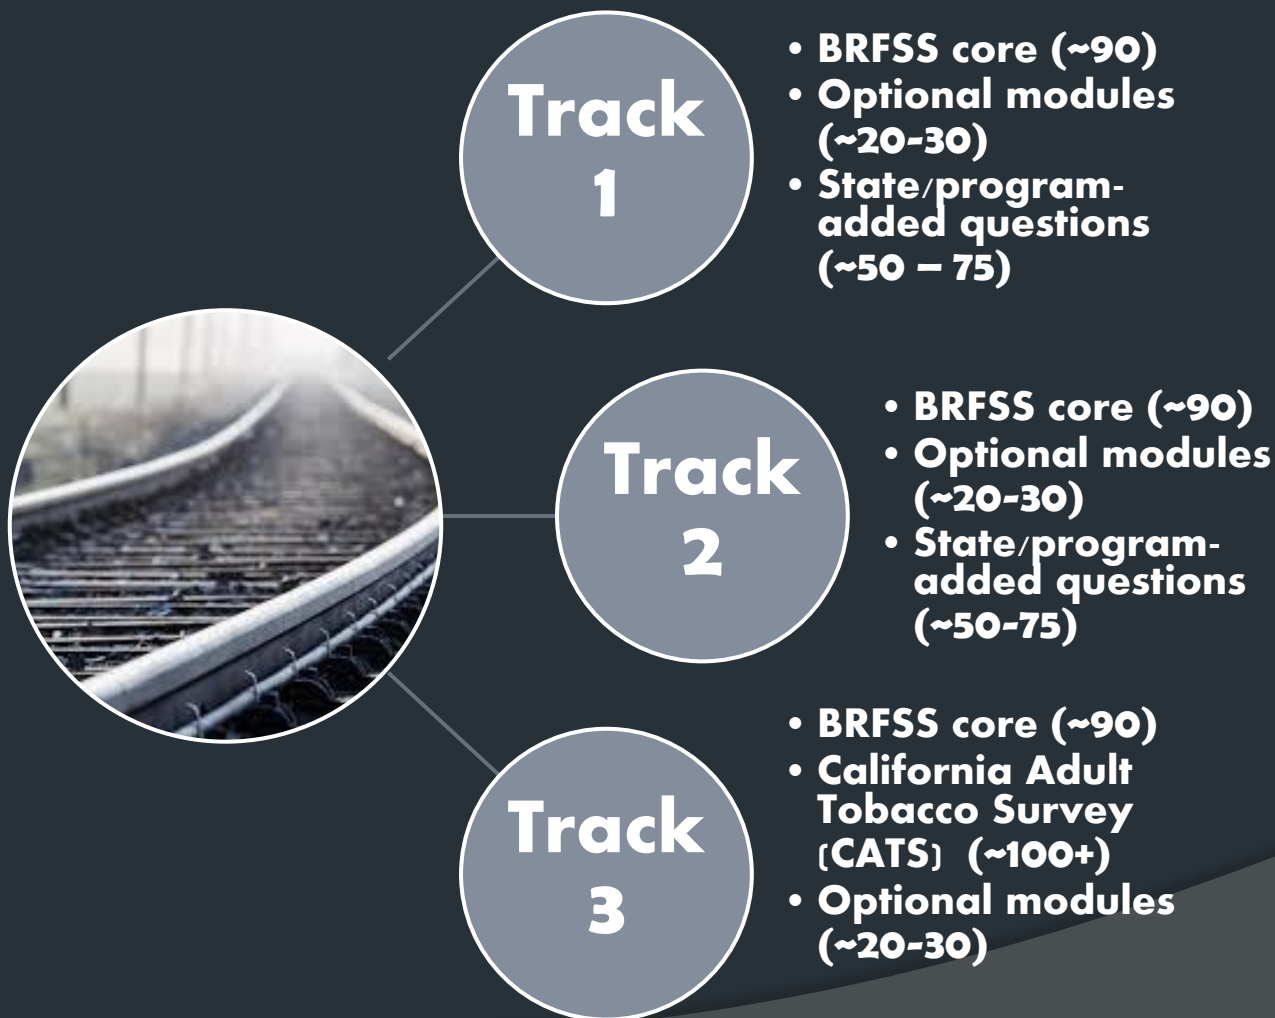 Track
1
• BRFSS core (~90)
• Optional modules
(~20-30)
• State/program-
added questions
(~50 – 75)
Track
2
• BRFSS core (~90)
• Optional modules
(~20-30)
• State/program-
added questions
(~50-75)
Track
3
• BRFSS core (~90)
• California Adult
Tobacco Survey
(CATS) (~100+)
• Optional modules
(~20-30)